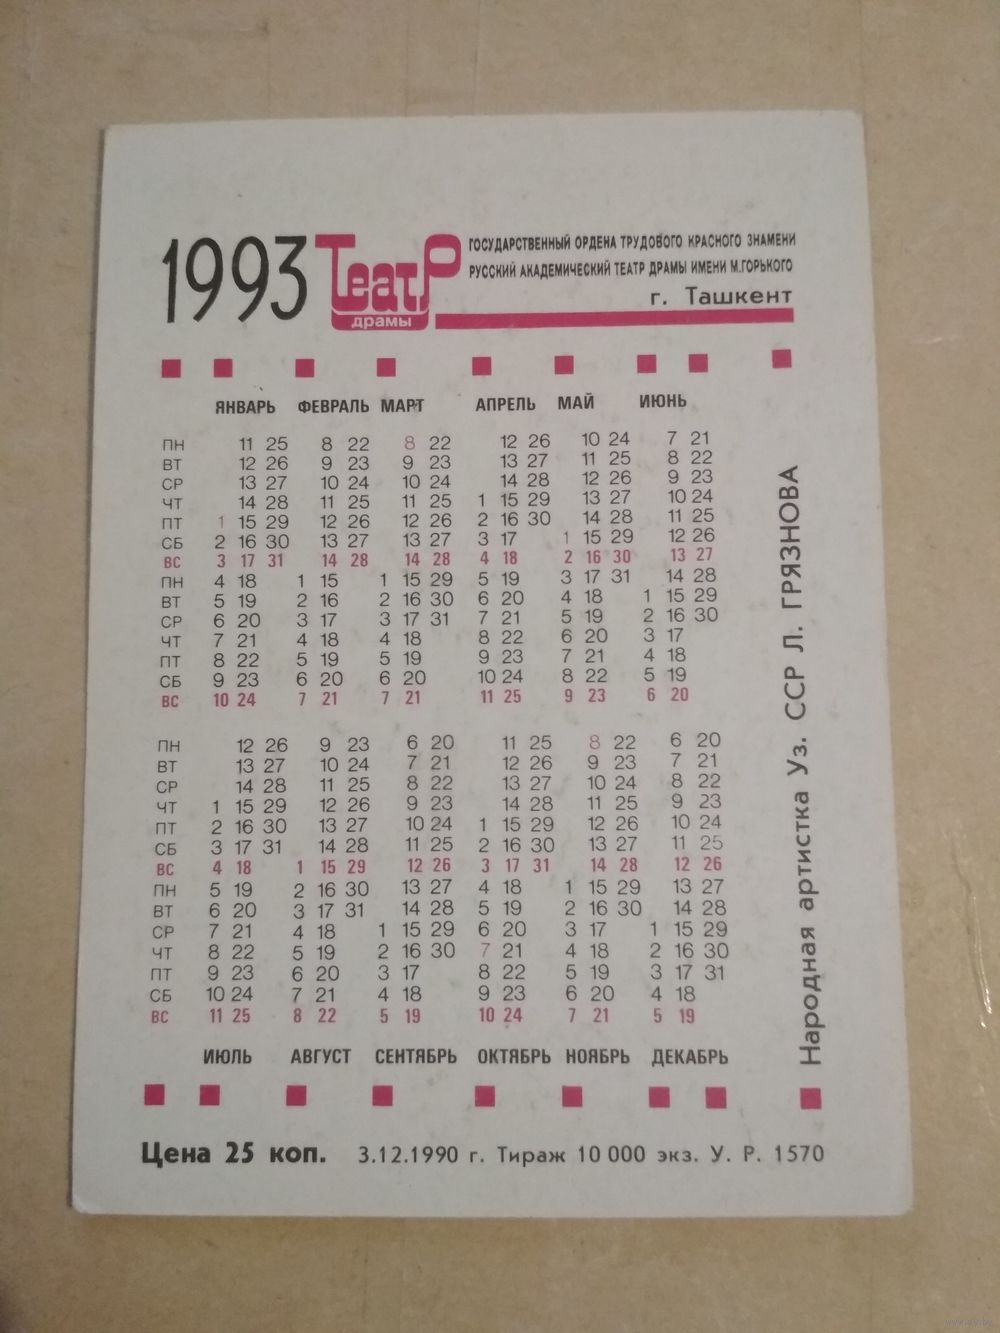 1993 Театр драмы
ГОСУДАРСТВЕННЫЙ ОРДЕНА ТРУДОВОГО КРАСНОГО ЗНАМЕНИ
РУССКИЙ АКАДЕМИЧЕСКИЙ ТЕАТР ДРАМЫ ИМЕНИ М.ГОРЬКОГО
г. Ташкент
ЯНВАРЬ ФЕВРАЛЬ МАРТ АПРЕЛЬ МАЙ ИЮНЬ
ПН 11 25 8 22 8 22 12 26 10 24 7 21
ВТ 12 26 9 23 9 23 13 27 11 25 8 22
СР 13 27 10 24 10 24 14 28 12 26 9 23
ЧТ 14 28 11 25 11 25 1 15 29 13 27 10 24
ПТ 1 15 29 12 26 12 26 2 16 30 14 28 11 25
СБ 2 16 30 13 27 13 27 3 17 1 15 29 12 26
ВС 3 17 31 14 28 14 28 4 18 2 16 30 13 27
ПН 4 18 1 15 1 15 29 5 19 3 17 31 14 28
ВТ 5 19 2 16 2 16 30 6 20 4 18 1 15 29
СР 6 20 3 17 3 17 31 7 21 5 19 2 16 30
ЧТ 7 21 4 18 4 18 8 22 6 20 3 17
ПТ 8 22 5 19 5 19 9 23 7 21 4 18
СБ 9 23 6 20 6 20 10 24 8 22 5 19
ВС 10 24 7 21 7 21 11 25 9 23 6 20
ПН 12 26 9 23 6 20 11 25 8 22 6 20
ВТ 13 27 10 24 7 21 12 26 9 23 7 21
СР 14 28 11 25 8 22 13 27 10 24 8 22
ЧТ 1 15 29 12 26 9 23 14 28 11 25 9 23
ПТ 2 16 30 13 27 10 24 1 15 29 12 26 10 24
СБ 3 17 31 14 28 11 25 2 16 30 13 27 11 25
ВС 4 18 1 15 29 12 26 3 17 31 14 28 12 26
ПН 5 19 2 16 30 13 27 4 18 1 15 29 13 27
ВТ 6 20 3 17 31 14 28 5 19 2 16 30 14 28
СР 7 21 4 18 1 15 29 6 20 3 17 1 15 29
ЧТ 8 22 5 19 2 16 30 7 21 4 18 2 16 30
ПТ 9 23 6 20 3 17 8 22 5 19 3 17 31
СБ 10 24 7 21 4 18 9 23 6 20 4 18
ВС 11 25 8 22 5 19 10 24 7 21 5 19
ИЮЛЬ АВГУСТ СЕНТЯБРЬ ОКТЯБРЬ НОЯБРЬ ДЕКАБРЬ
Народная артистка Уз. ССР Л. ГРЯЗНОВА
Цена 25 коп. 3.12.1990 г. Тираж 10 000 экз. У. Р. 1570